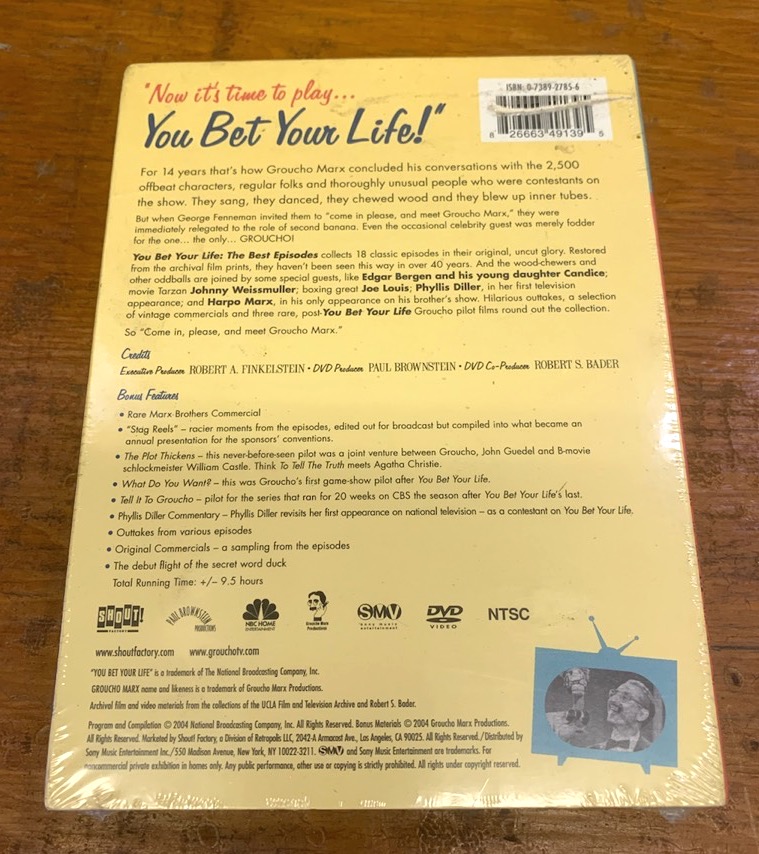 "Now it's time to play...
You Bet Your Life!"
ISBN: 0-7389-2785-6
8 26663 49139 5
For 14 years that's how Groucho Marx concluded his conversations with the 2,500
offbeat characters, regular folks and thoroughly unusual people who were contestants on
the show. They sang, they danced, they chewed wood and they blew up inner tubes.
But when George Fenneman invited them to "come in please, and meet Groucho Marx," they were
immediately relegated to the role of second banana. Even the occasional celebrity guest was merely fodder
for the one... the only... GROUCHO!
You Bet Your Life: The Best Episodes collects 18 classic episodes in their original, uncut glory. Restored
from the archival film prints, they haven't been seen this way in over 40 years. And the wood-chewers and
other oddballs are joined by some special guests, like Edgar Bergen and his young daughter Candice;
movie Tarzan Johnny Weissmuller; boxing great Joe Louis; Phyllis Diller, in her first television
appearance; and Harpo Marx, in his only appearance on his brother's show. Hilarious outtakes, a selection
of vintage commercials and three rare, post-You Bet Your Life Groucho pilot films round out the collection.
So "Come in, please, and meet Groucho Marx."
Credits
Executive Producer ROBERT A. FINKELSTEIN • DVD Producer PAUL BROWNSTEIN • DVD Co-Producer ROBERT S. BADER
Bonus Features
• Rare Marx Brothers Commercial
• "Stag Reels" – racier moments from the episodes, edited out for broadcast but compiled into what became an
annual presentation for the sponsors' conventions.
• The Plot Thickens – this never-before-seen pilot was a joint venture between Groucho, John Guedel and B-movie
schlockmeister William Castle. Think To Tell The Truth meets Agatha Christie.
• What Do You Want? – this was Groucho's first game-show pilot after You Bet Your Life.
• Tell It To Groucho – pilot for the series that ran for 20 weeks on CBS the season after You Bet Your Life's last.
• Phyllis Diller Commentary – Phyllis Diller revisits her first appearance on national television – as a contestant on You Bet Your Life.
• Outtakes from various episodes
• Original Commercials – a sampling from the episodes
• The debut flight of the secret word duck
Total Running Time: +/– 9.5 hours
SHOUT! FACTORY
PAUL BROWNSTEIN PRODUCTIONS
NBC HOME ENTERTAINMENT
Groucho Marx Productions
SMV sony music entertainment
DVD VIDEO
NTSC
www.shoutfactory.com www.grouchotv.com
"YOU BET YOUR LIFE" is a trademark of The National Broadcasting Company, Inc.
GROUCHO MARX name and likeness is a trademark of Groucho Marx Productions.
Archival film and video materials from the collections of the UCLA Film and Television Archive and Robert S. Bader.
Program and Compilation © 2004 National Broadcasting Company, Inc. All Rights Reserved. Bonus Materials © 2004 Groucho Marx Productions.
All Rights Reserved. Marketed by Shout! Factory, a Division of Retropolis LLC, 2042-A Armacost Ave., Los Angeles, CA 90025. All Rights Reserved./Distributed by
Sony Music Entertainment Inc./550 Madison Avenue, New York, NY 10022-3211. SMV and Sony Music Entertainment are trademarks. For
noncommercial private exhibition in homes only. Any public performance, other use or copying is strictly prohibited. All rights under copyright reserved.